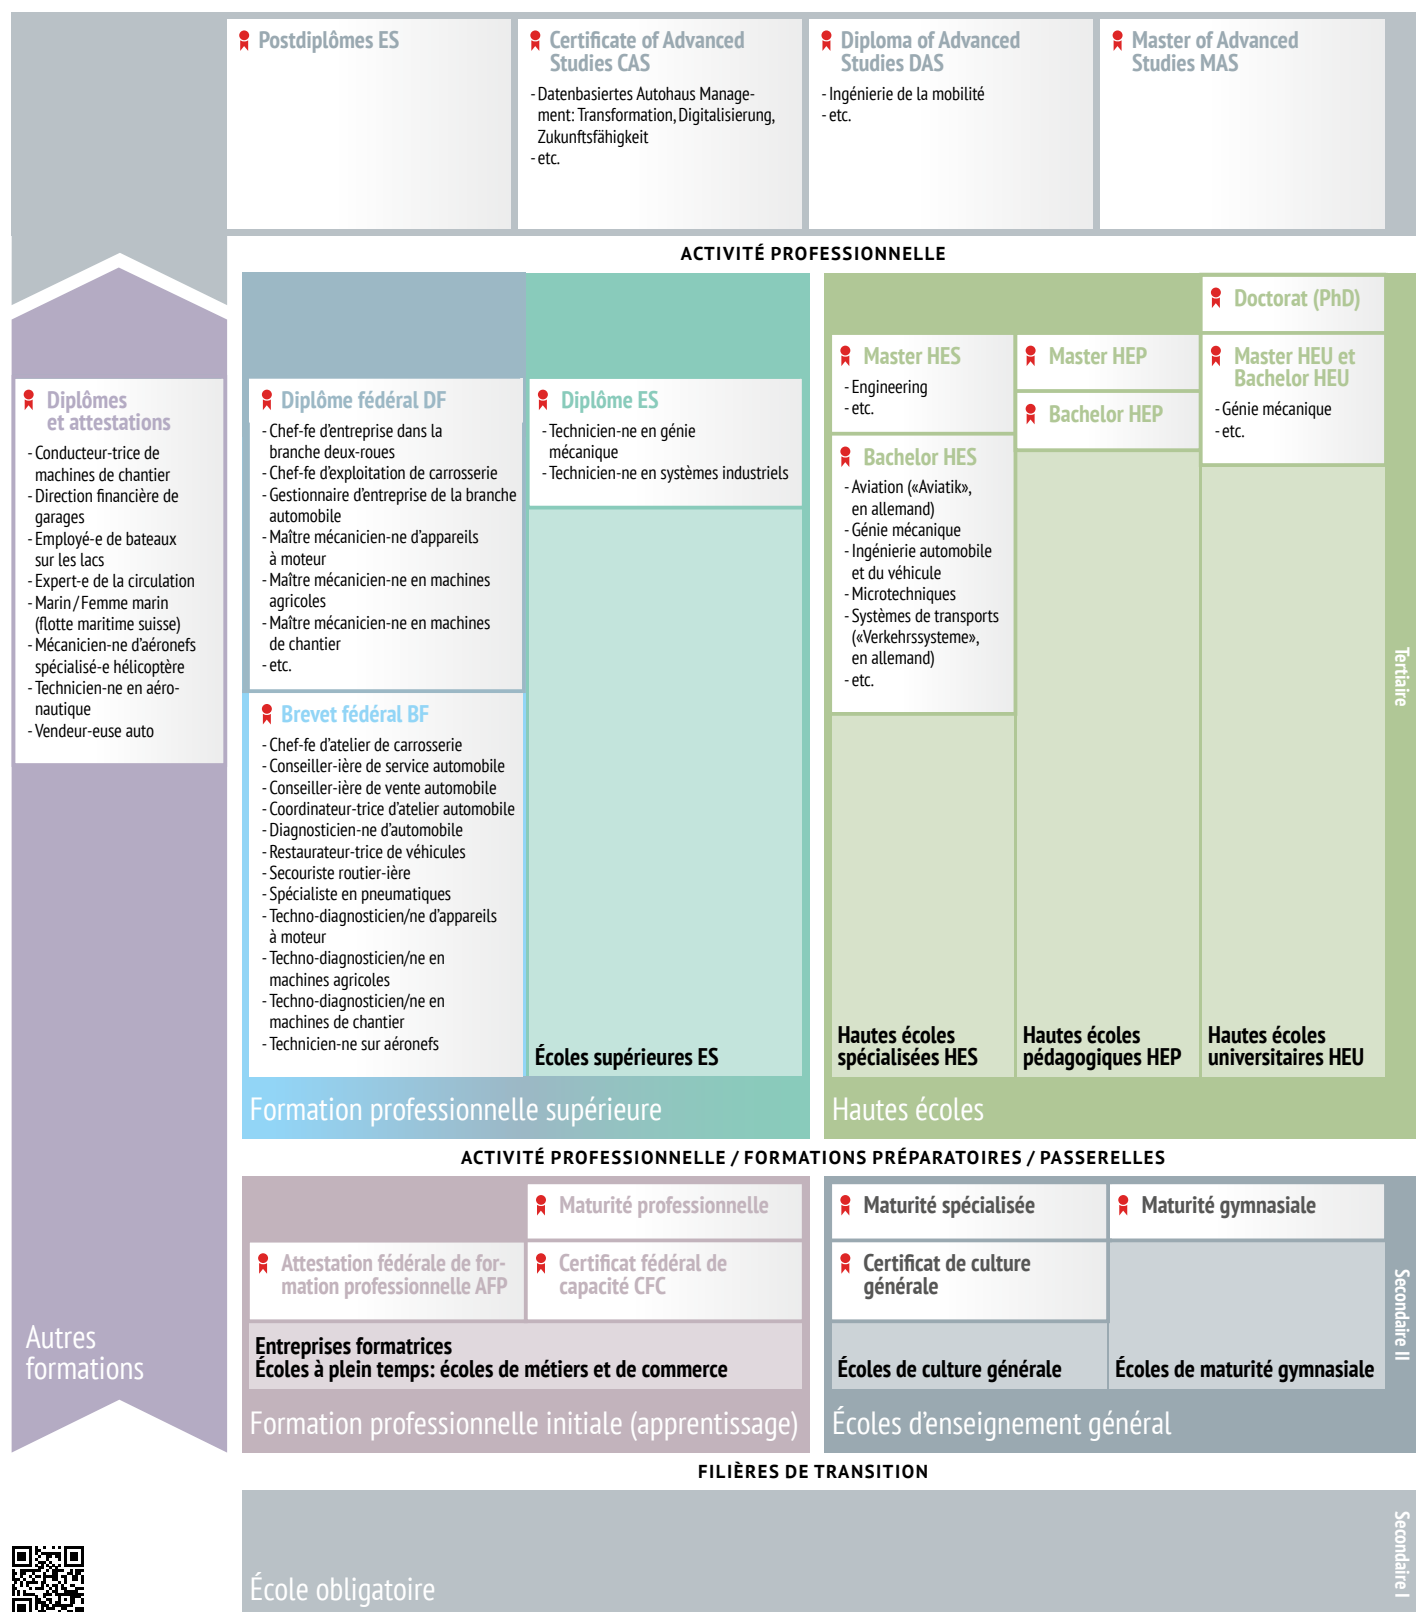 Postdiplômes ES
Certificate of Advanced
Studies CAS
- Datenbasiertes Autohaus Manage-
ment: Transformation, Digitalisierung,
Zukunftsfähigkeit
- etc.
Diploma of Advanced
Studies DAS
- Ingénierie de la mobilité
- etc.
Master of Advanced
Studies MAS
ACTIVITÉ PROFESSIONNELLE
Diplômes
et attestations
- Conducteur-trice de
machines de chantier
- Direction financière de
garages
- Employé-e de bateaux
sur les lacs
- Expert-e de la circulation
- Marin / Femme marin
(flotte maritime suisse)
- Mécanicien-ne d’aéronefs
spécialisé-e hélicoptère
- Technicien-ne en aéro-
nautique
- Vendeur-euse auto
Autres
formations
Diplôme fédéral DF
- Chef-fe d’entreprise dans la
branche deux-roues
- Chef-fe d’exploitation de carrosserie
- Gestionnaire d’entreprise de la branche
automobile
- Maître mécanicien-ne d’appareils
à moteur
- Maître mécanicien-ne en machines
agricoles
- Maître mécanicien-ne en machines
de chantier
- etc.
Brevet fédéral BF
- Chef-fe d’atelier de carrosserie
- Conseiller-ière de service automobile
- Conseiller-ière de vente automobile
- Coordinateur-trice d’atelier automobile
- Diagnosticien-ne d’automobile
- Restaurateur-trice de véhicules
- Secouriste routier-ière
- Spécialiste en pneumatiques
- Techno-diagnosticien/ne d’appareils
à moteur
- Techno-diagnosticien/ne en
machines agricoles
- Techno-diagnosticien/ne en
machines de chantier
- Technicien-ne sur aéronefs
Diplôme ES
- Technicien-ne en génie
mécanique
- Technicien-ne en systèmes industriels
Écoles supérieures ES
Formation professionnelle supérieure
Master HES
- Engineering
- etc.
Bachelor HES
- Aviation («Aviatik»,
en allemand)
- Génie mécanique
- Ingénierie automobile
et du véhicule
- Microtechniques
- Systèmes de transports
(«Verkehrssysteme»,
en allemand)
- etc.
Hautes écoles
spécialisées HES
Master HEP
Bachelor HEP
Hautes écoles
pédagogiques HEP
Doctorat (PhD)
Master HEU et
Bachelor HEU
- Génie mécanique
- etc.
Hautes écoles
universitaires HEU
Hautes écoles
Tertiaire
ACTIVITÉ PROFESSIONNELLE / FORMATIONS PRÉPARATOIRES / PASSERELLES
Maturité professionnelle
Attestation fédérale de for-
mation professionnelle AFP
Certificat fédéral de
capacité CFC
Entreprises formatrices
Écoles à plein temps: écoles de métiers et de commerce
Formation professionnelle initiale (apprentissage)
Maturité spécialisée
Certificat de culture
générale
Écoles de culture générale
Maturité gymnasiale
Écoles de maturité gymnasiale
Écoles d’enseignement général
Secondaire II
FILIÈRES DE TRANSITION
École obligatoire
Secondaire I